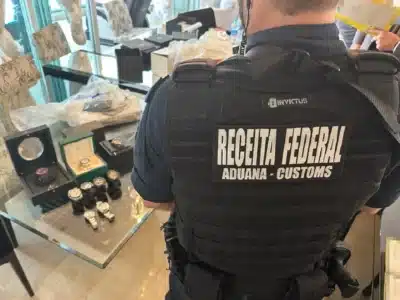 INVICTUS
RECEITA FEDERAL
ADUANA - CUSTOMS